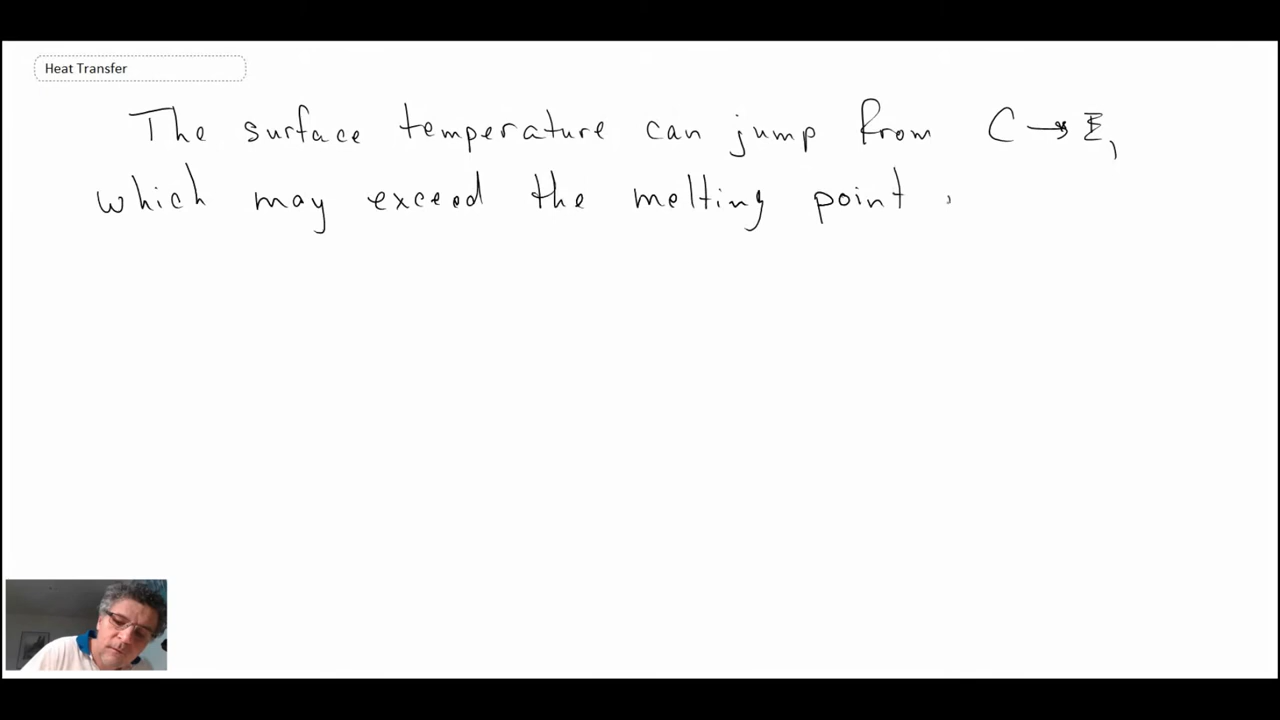 Heat Transfer
The surface temperature can jump from C → E,
which may exceed the melting point